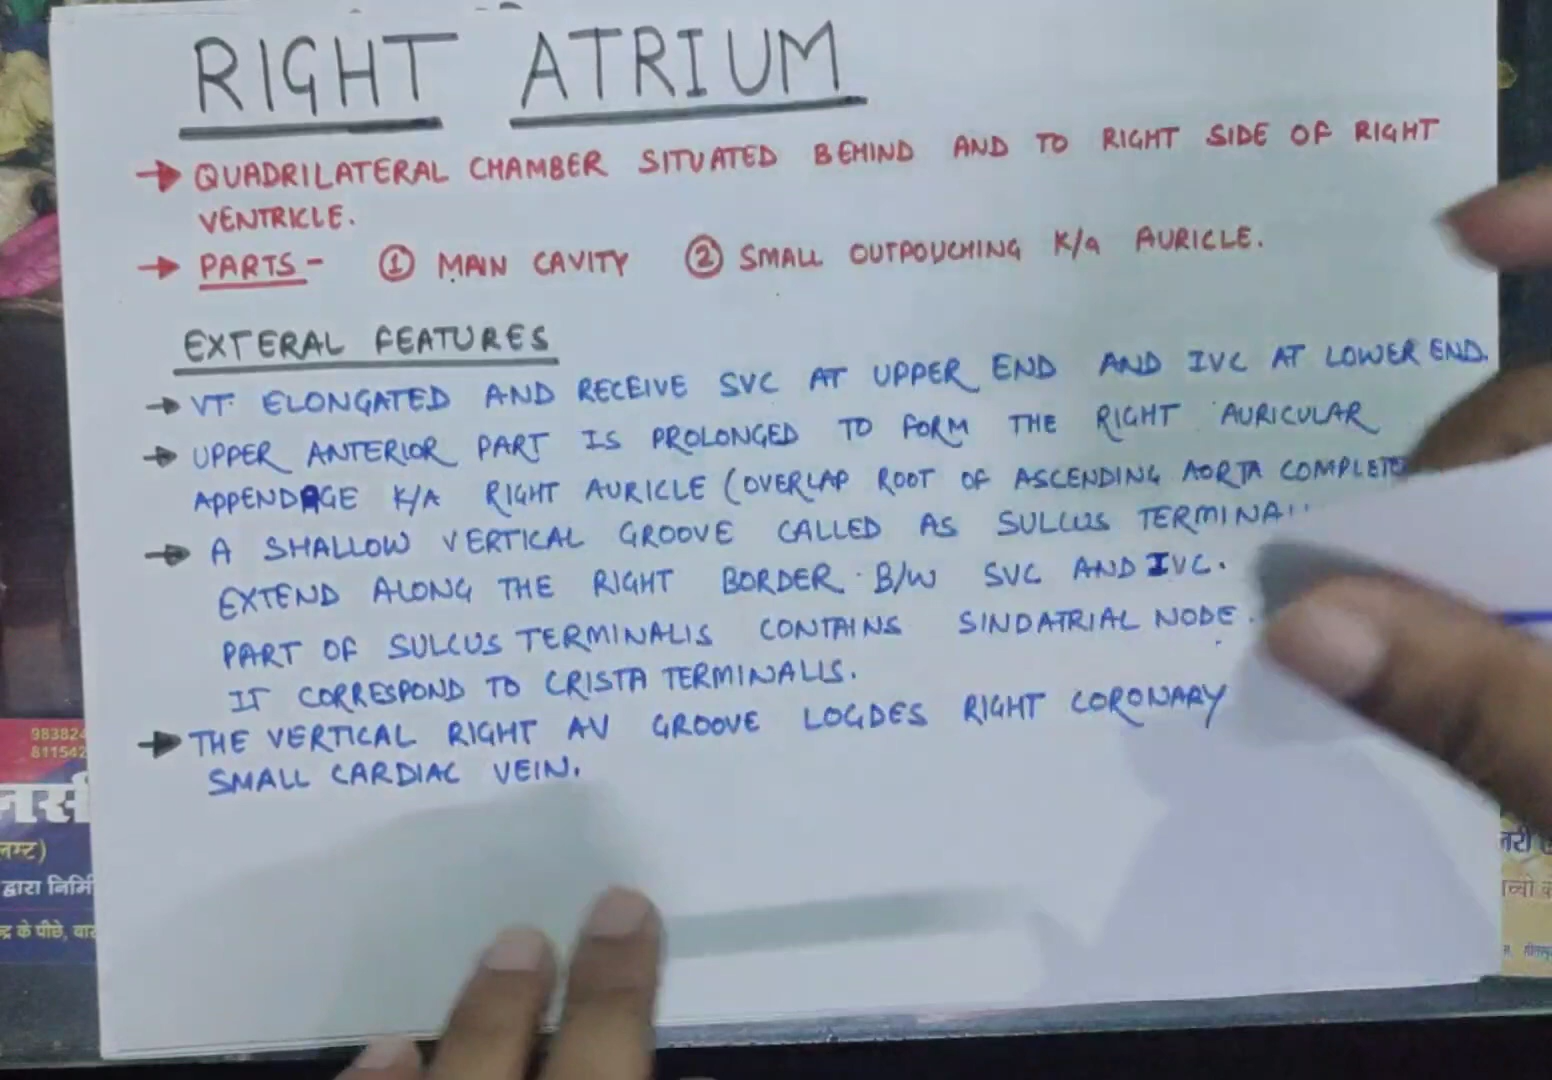 RIGHT ATRIUM
→ QUADRILATERAL CHAMBER SITUATED BEHIND AND TO RIGHT SIDE OF RIGHT
VENTRICLE.
→ PARTS - ① MAIN CAVITY ② SMALL OUTPOUCHING K/a AURICLE.
EXTERAL FEATURES
→ VT. ELONGATED AND RECEIVE SVC AT UPPER END AND IVC AT LOWER END.
→ UPPER ANTERIOR PART IS PROLONGED TO FORM THE RIGHT AURICULAR
APPENDAGE K/A RIGHT AURICLE (OVERLAP ROOT OF ASCENDING AORTA
→ A SHALLOW VERTICAL GROOVE CALLED AS SULCUS
EXTEND ALONG THE RIGHT BORDER B/W SVC AND IVC.
PART OF SULCUS TERMINALIS CONTAINS SINOATRIAL NODE.
IT CORRESPOND TO CRISTA TERMINALIS.
→ THE VERTICAL RIGHT AV GROOVE LOGDES RIGHT CORONARY
SMALL CARDIAC VEIN.
98382
81154
द्वारा
के पीछे,